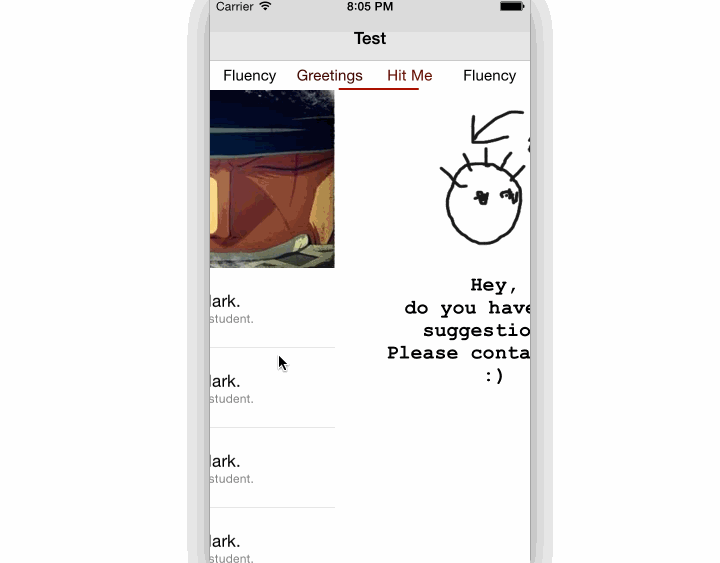 Carrier 8:05 PM
Test
Fluency Greetings Hit Me Fluency
lark.
student.
lark.
student.
lark.
student.
lark.
student.
Hey,
do you have
suggestio
Please conta
:)